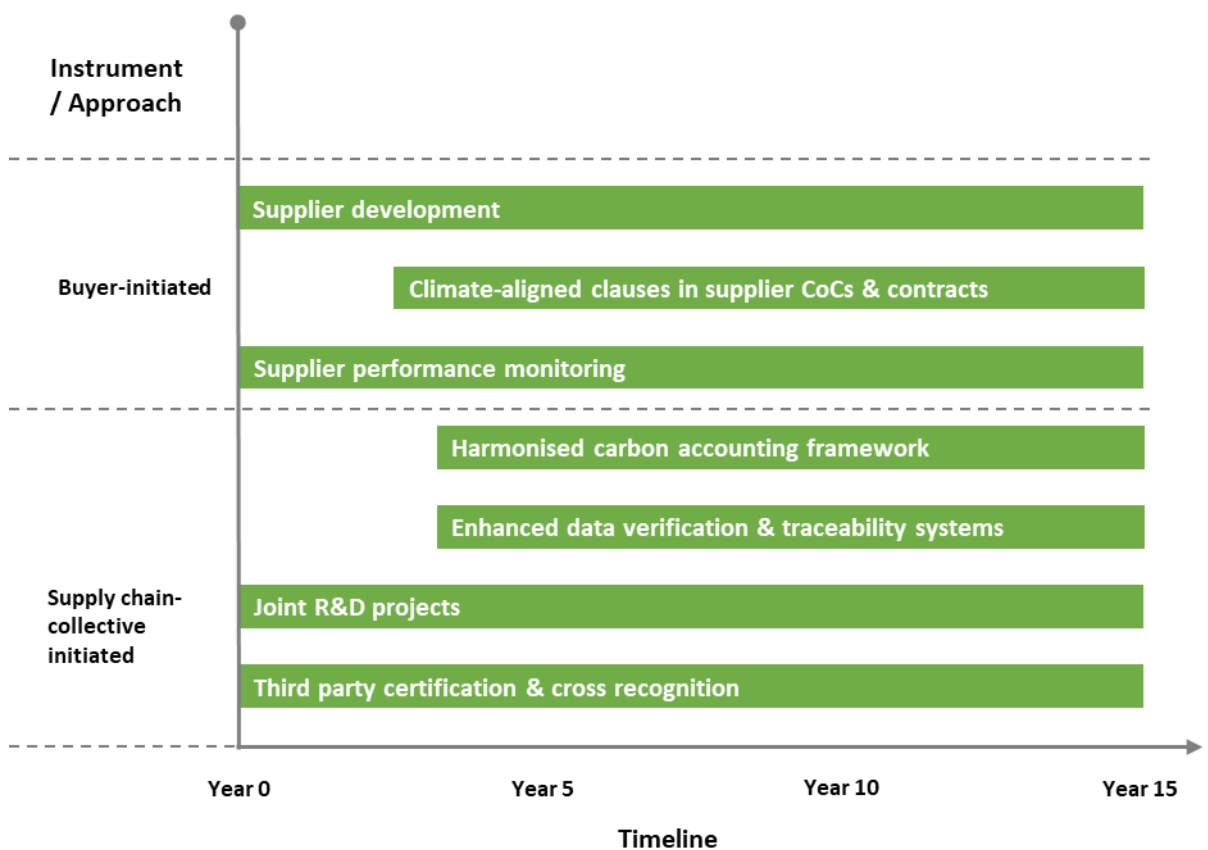 Instrument
/ Approach
Supplier development
Buyer-initiated
Climate-aligned clauses in supplier CoCs & contracts
Supplier performance monitoring
Harmonised carbon accounting framework
Enhanced data verification & traceability systems
Supply chain-
collective
initiated
Joint R&D projects
Third party certification & cross recognition
Year 0
Year 5
Year 10
Year 15
Timeline